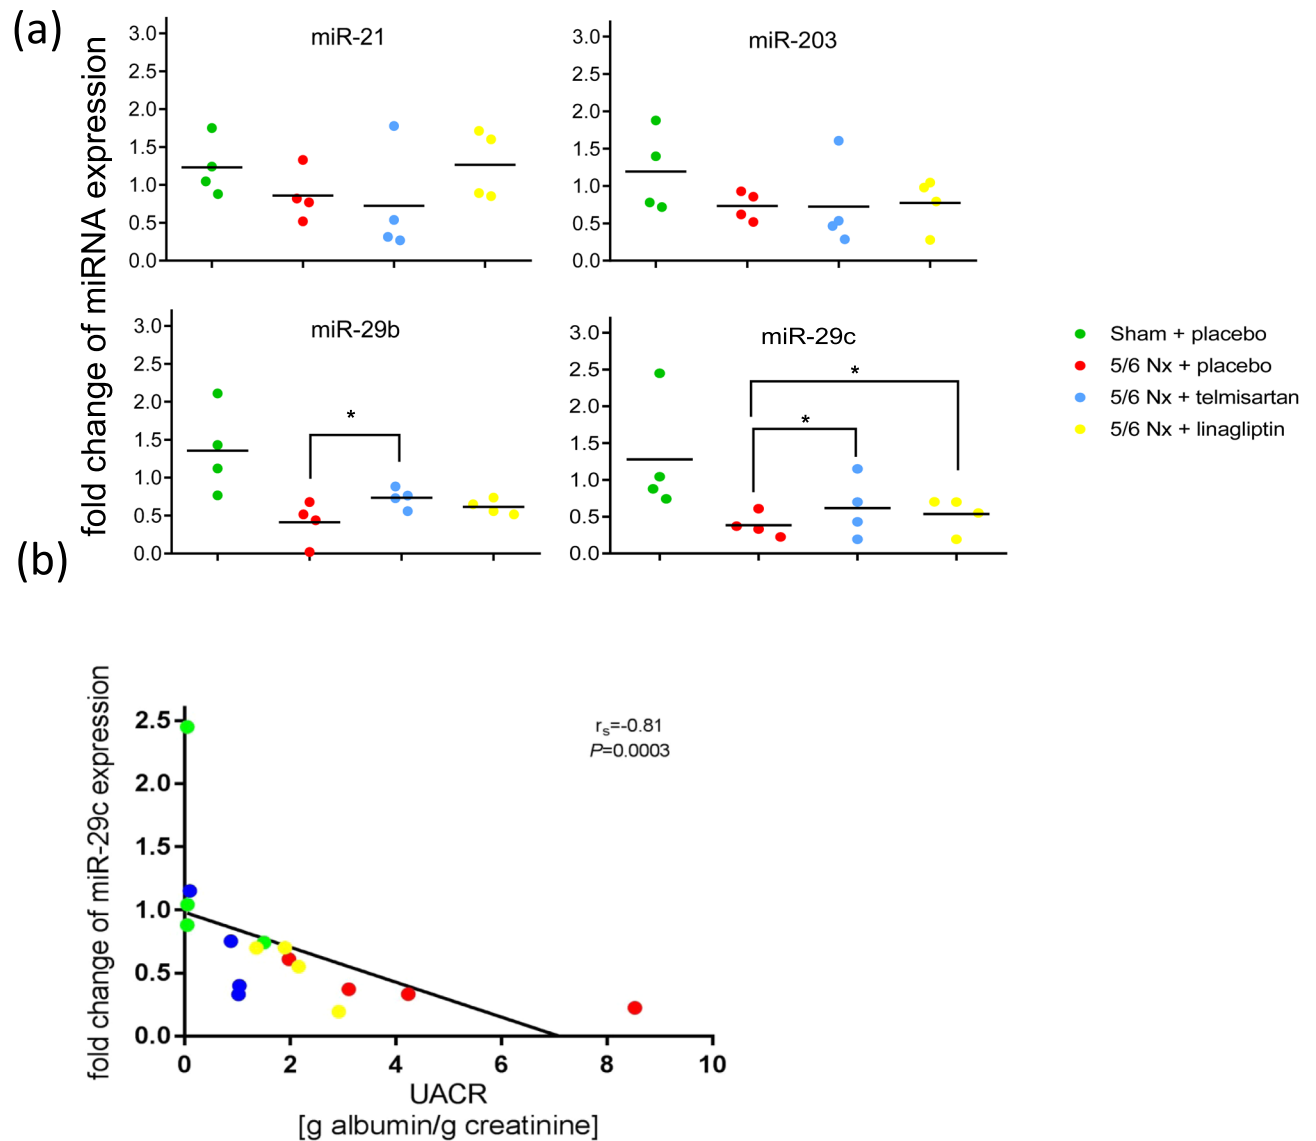 (a)
fold change of miRNA expression
miR-21
3.0
2.5
2.0
1.5
1.0
0.5
0.0
miR-203
3.0
2.5
2.0
1.5
1.0
0.5
0.0
miR-29b
3.0
2.5
2.0
1.5
1.0
0.5
0.0
*
miR-29c
3.0
2.5
2.0
1.5
1.0
0.5
0.0
*
*
Sham + placebo
5/6 Nx + placebo
5/6 Nx + telmisartan
5/6 Nx + linagliptin
(b)
fold change of miR-29c expression
2.5
2.0
1.5
1.0
0.5
0.0
rs=-0.81
P=0.0003
0 2 4 6 8 10
UACR
[g albumin/g creatinine]